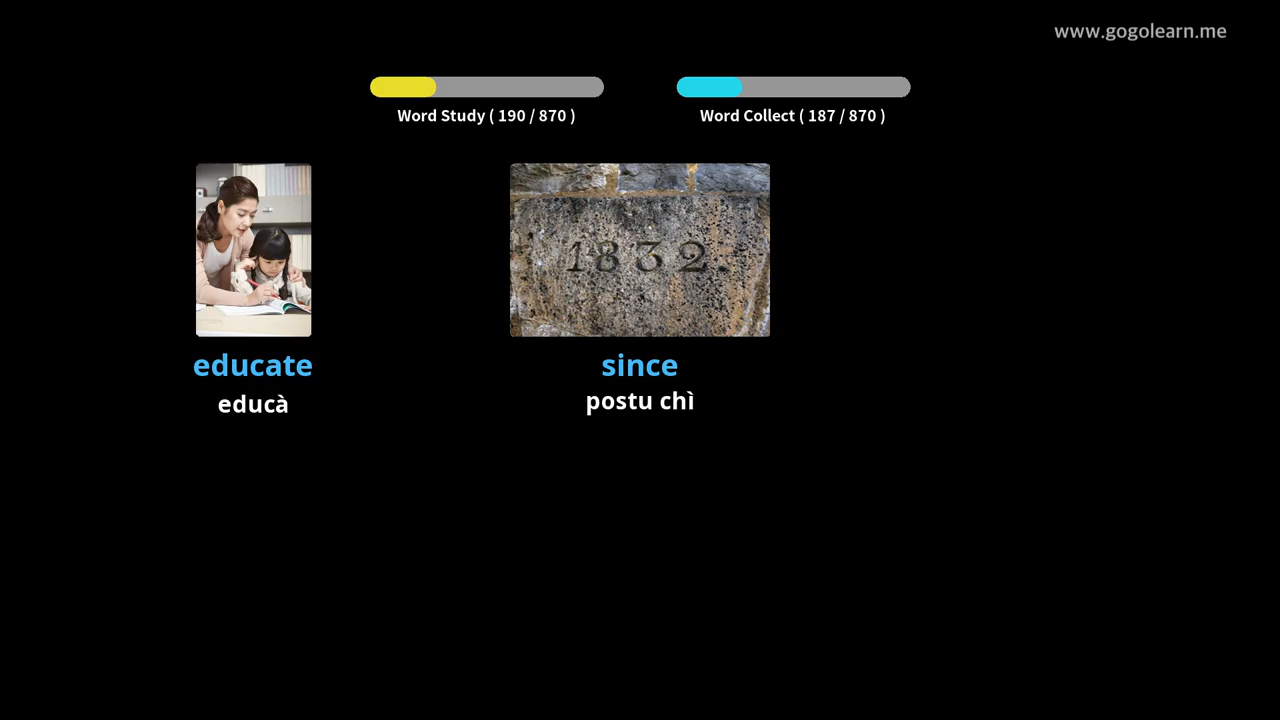 www.gogolearn.me
Word Study ( 190 / 870 )
Word Collect ( 187 / 870 )
1832.
educate
since
educà
postu chì